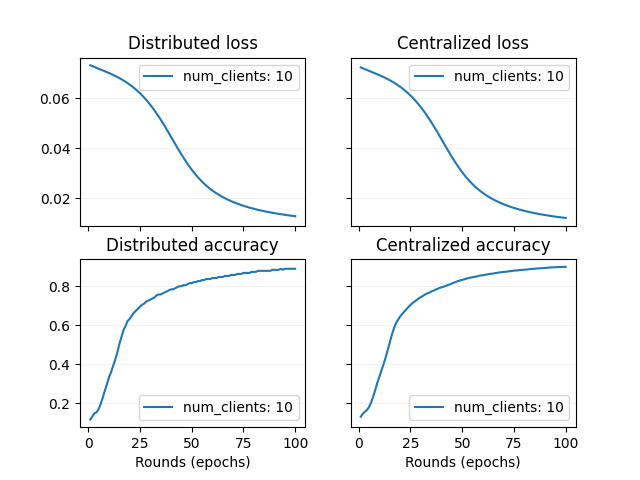 Distributed loss
Centralized loss
num_clients: 10
num_clients: 10
0.06
0.04
0.02
Distributed accuracy
Centralized accuracy
0.8
0.6
0.4
0.2
num_clients: 10
num_clients: 10
0 25 50 75 100
0 25 50 75 100
Rounds (epochs)
Rounds (epochs)